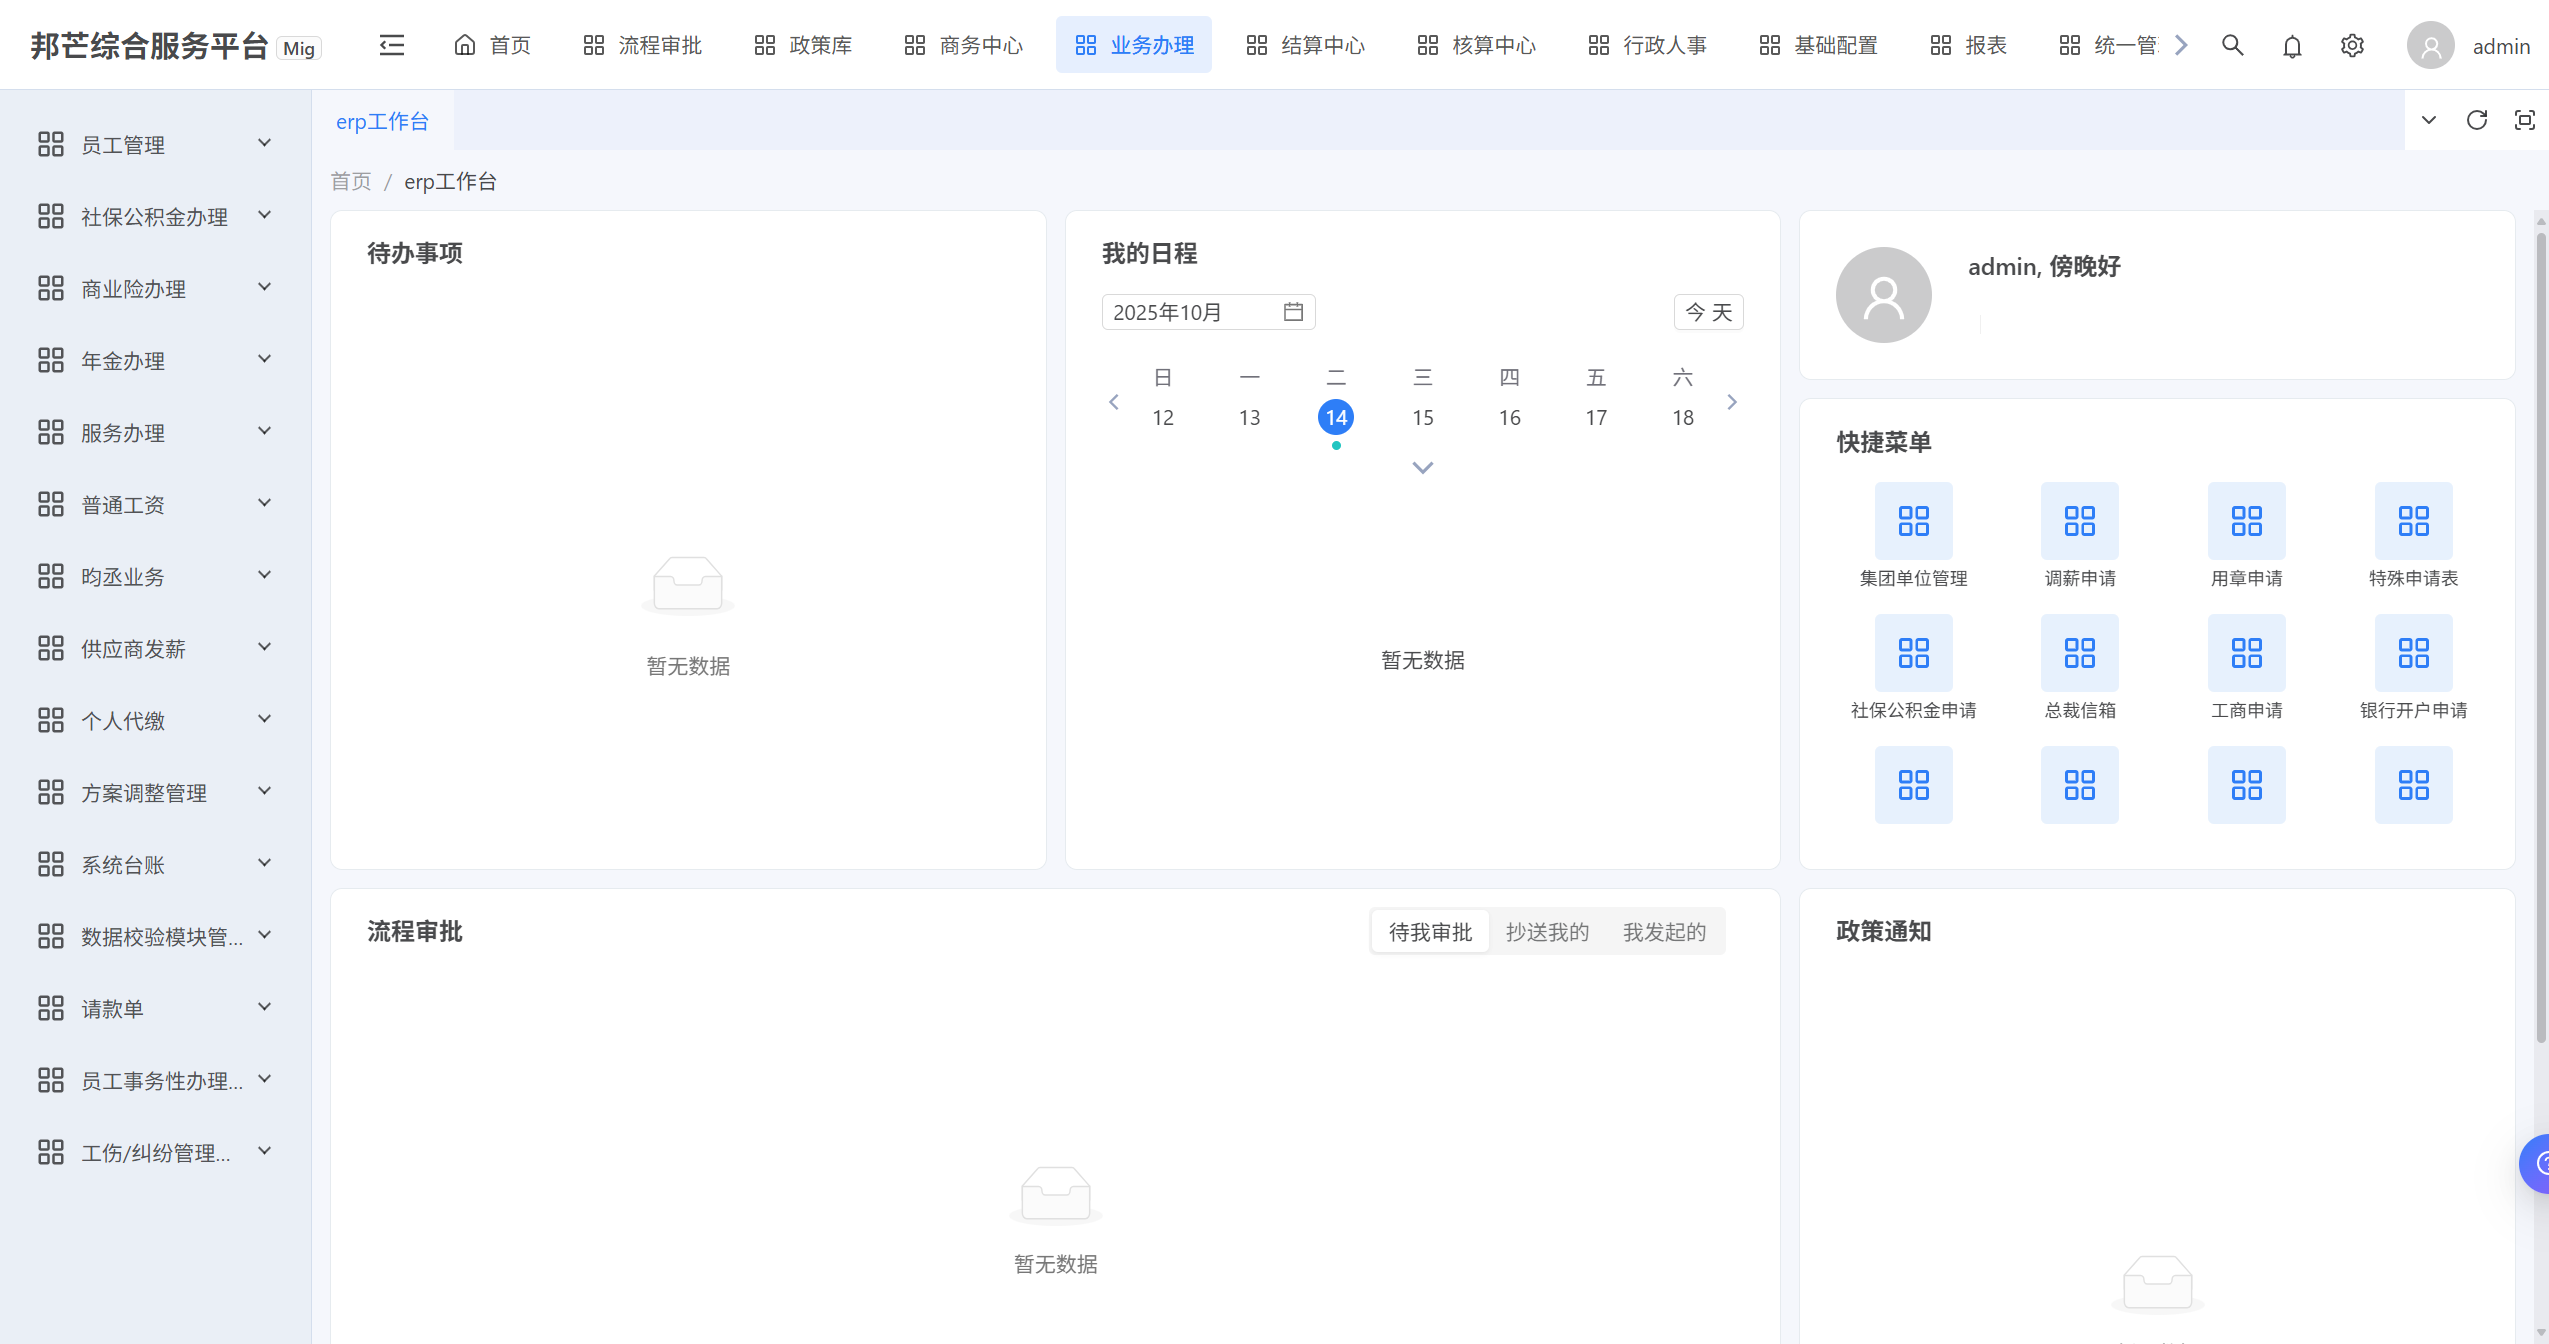 邦芒综合服务平台 Mig
首页
流程审批
政策库
商务中心
业务办理
结算中心
核算中心
行政人事
基础配置
报表
统一管
admin
员工管理
社保公积金办理
商业险办理
年金办理
服务办理
普通工资
昀丞业务
供应商发薪
个人代缴
方案调整管理
系统台账
数据校验模块管...
请款单
员工事务性办理...
工伤/纠纷管理...
erp工作台
首页 / erp工作台
待办事项
暂无数据
我的日程
2025年10月
今 天
日 一 二 三 四 五 六
12 13 14 15 16 17 18
暂无数据
admin, 傍晚好
快捷菜单
集团单位管理 调薪申请 用章申请 特殊申请表
社保公积金申请 总裁信箱 工商申请 银行开户申请
流程审批
待我审批 抄送我的 我发起的
暂无数据
政策通知